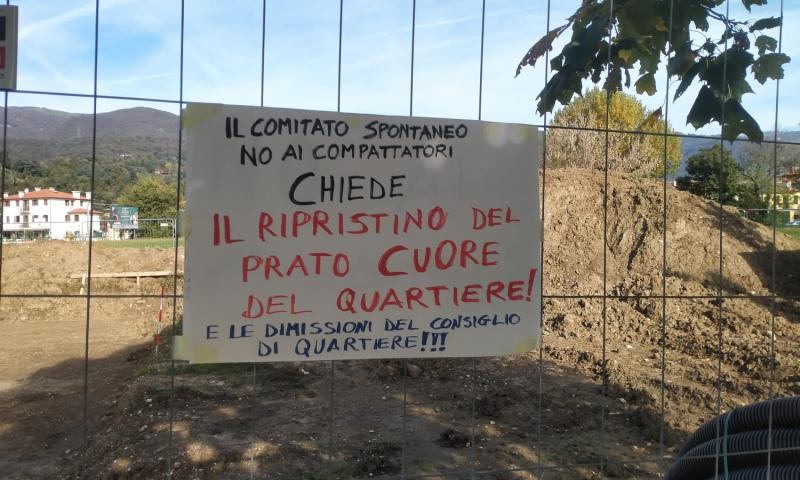 IL COMITATO SPONTANEO
NO AI COMPATTATORI
CHIEDE
IL RIPRISTINO DEL
PRATO CUORE
DEL QUARTIERE!
E LE DIMISSIONI DEL CONSIGLIO
DI QUARTIERE!!!